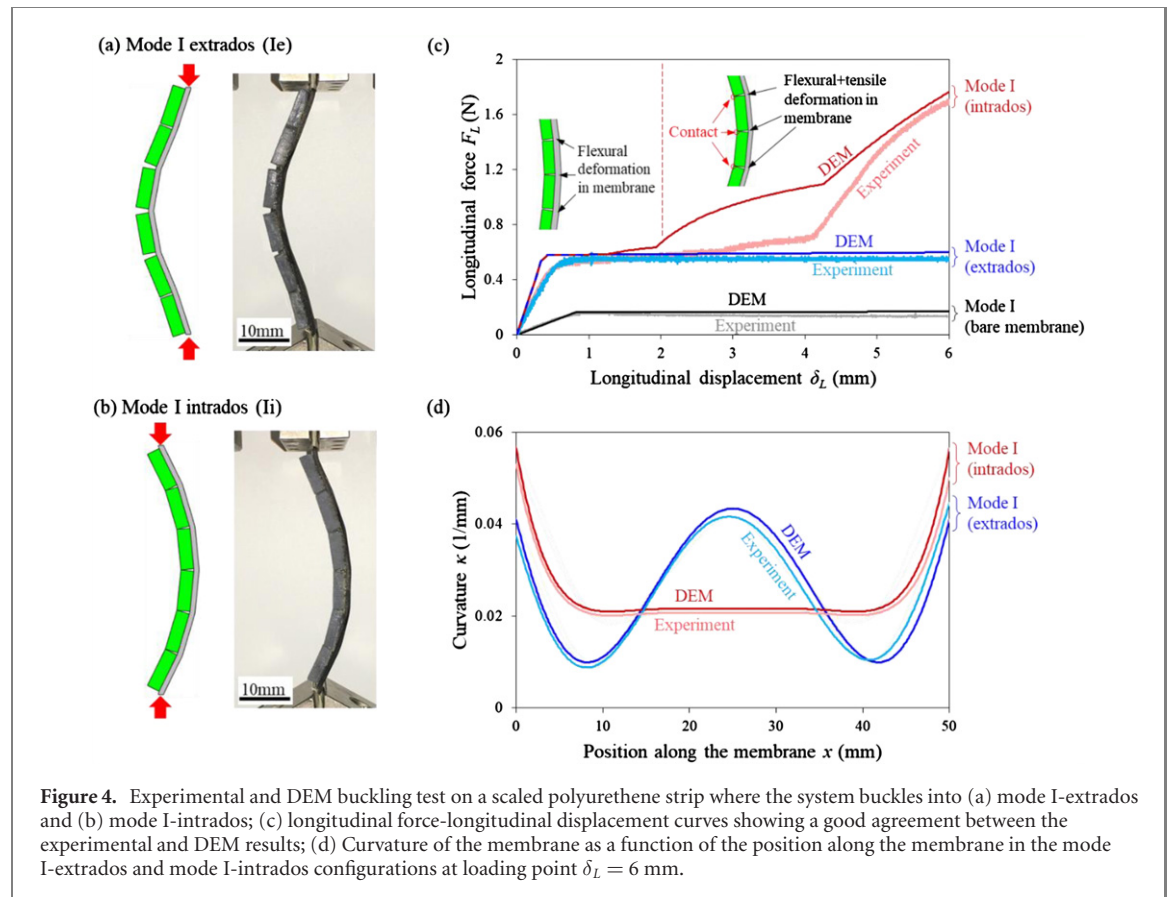 (a) Mode I extrados (Ie)
10mm
(b) Mode I intrados (Ii)
10mm
(c)
Longitudinal force F_L (N)
2
1.6
1.2
0.8
0.4
0
0
1
2
3
4
5
6
Longitudinal displacement δ_L (mm)
Flexural
deformation
in membrane
Contact
Flexural+tensile
deformation in
membrane
DEM
Experiment
DEM
Experiment
DEM
Experiment
Mode I
(intrados)
Mode I
(extrados)
Mode I
(bare membrane)
(d)
Curvature κ (1/mm)
0.06
0.04
0.02
0
0
10
20
30
40
50
Position along the membrane x (mm)
DEM
Experiment
DEM
Experiment
Mode I
(intrados)
Mode I
(extrados)
Figure 4. Experimental and DEM buckling test on a scaled polyurethene strip where the system buckles into (a) mode I-extrados
and (b) mode I-intrados; (c) longitudinal force-longitudinal displacement curves showing a good agreement between the
experimental and DEM results; (d) Curvature of the membrane as a function of the position along the membrane in the mode
I-extrados and mode I-intrados configurations at loading point δ_L = 6 mm.